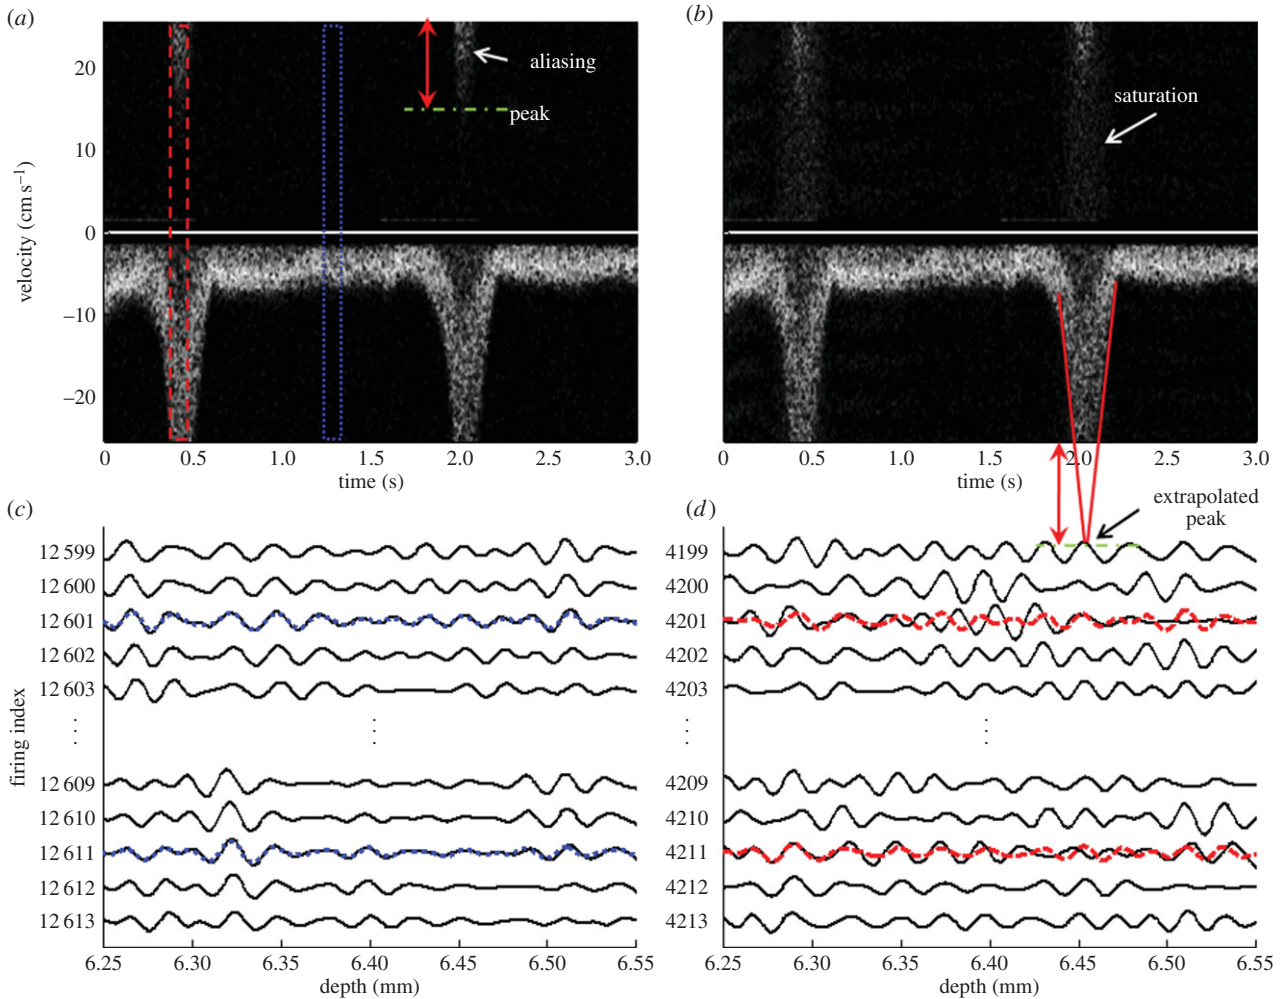 (a)
velocity (cm s–1)
20
10
0
–10
–20
aliasing
peak
0 0.5 1.0 1.5 2.0 2.5 3.0
time (s)
(b)
saturation
0 0.5 1.0 1.5 2.0 2.5 3.0
time (s)
extrapolated
peak
(c)
firing index
12 599
12 600
12 601
12 602
12 603
12 609
12 610
12 611
12 612
12 613
6.25 6.30 6.35 6.40 6.45 6.50 6.55
depth (mm)
(d)
4199
4200
4201
4202
4203
4209
4210
4211
4212
4213
6.25 6.30 6.35 6.40 6.45 6.50 6.55
depth (mm)